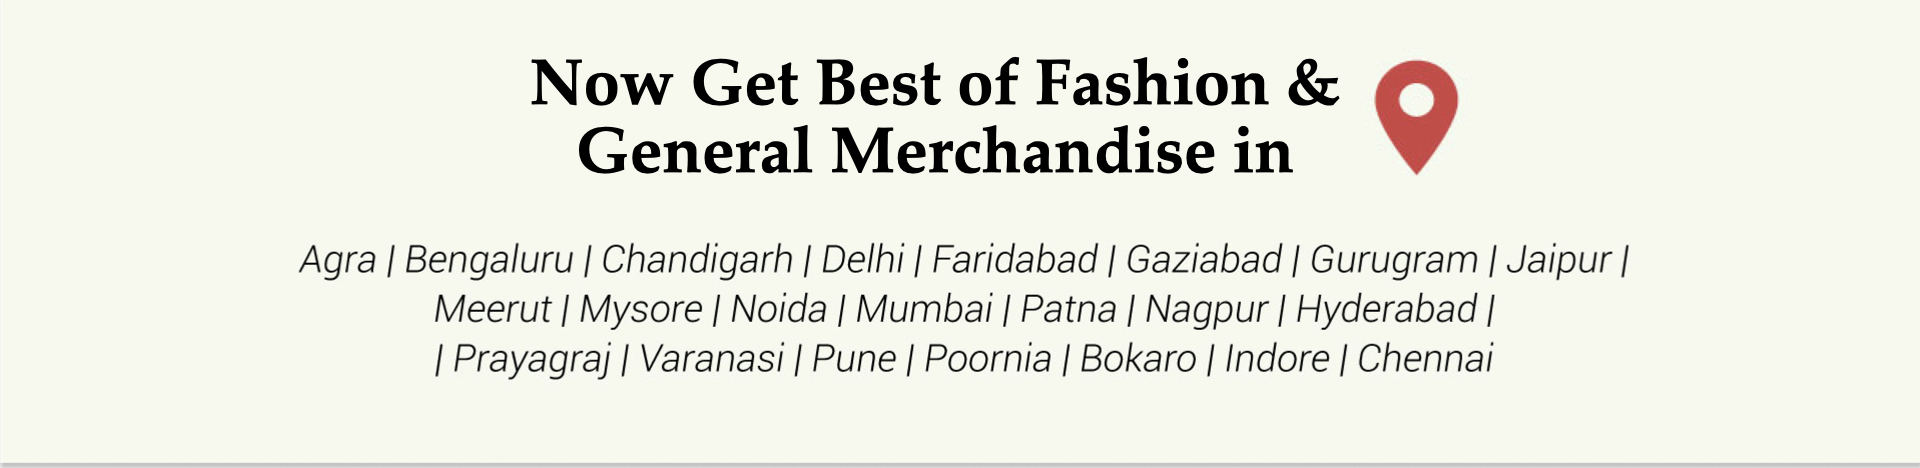 Now Get Best of Fashion &
General Merchandise in
Agra | Bengaluru | Chandigarh | Delhi | Faridabad | Gaziabad | Gurugram | Jaipur |
Meerut | Mysore | Noida | Mumbai | Patna | Nagpur | Hyderabad |
| Prayagraj | Varanasi | Pune | Poornia | Bokaro | Indore | Chennai